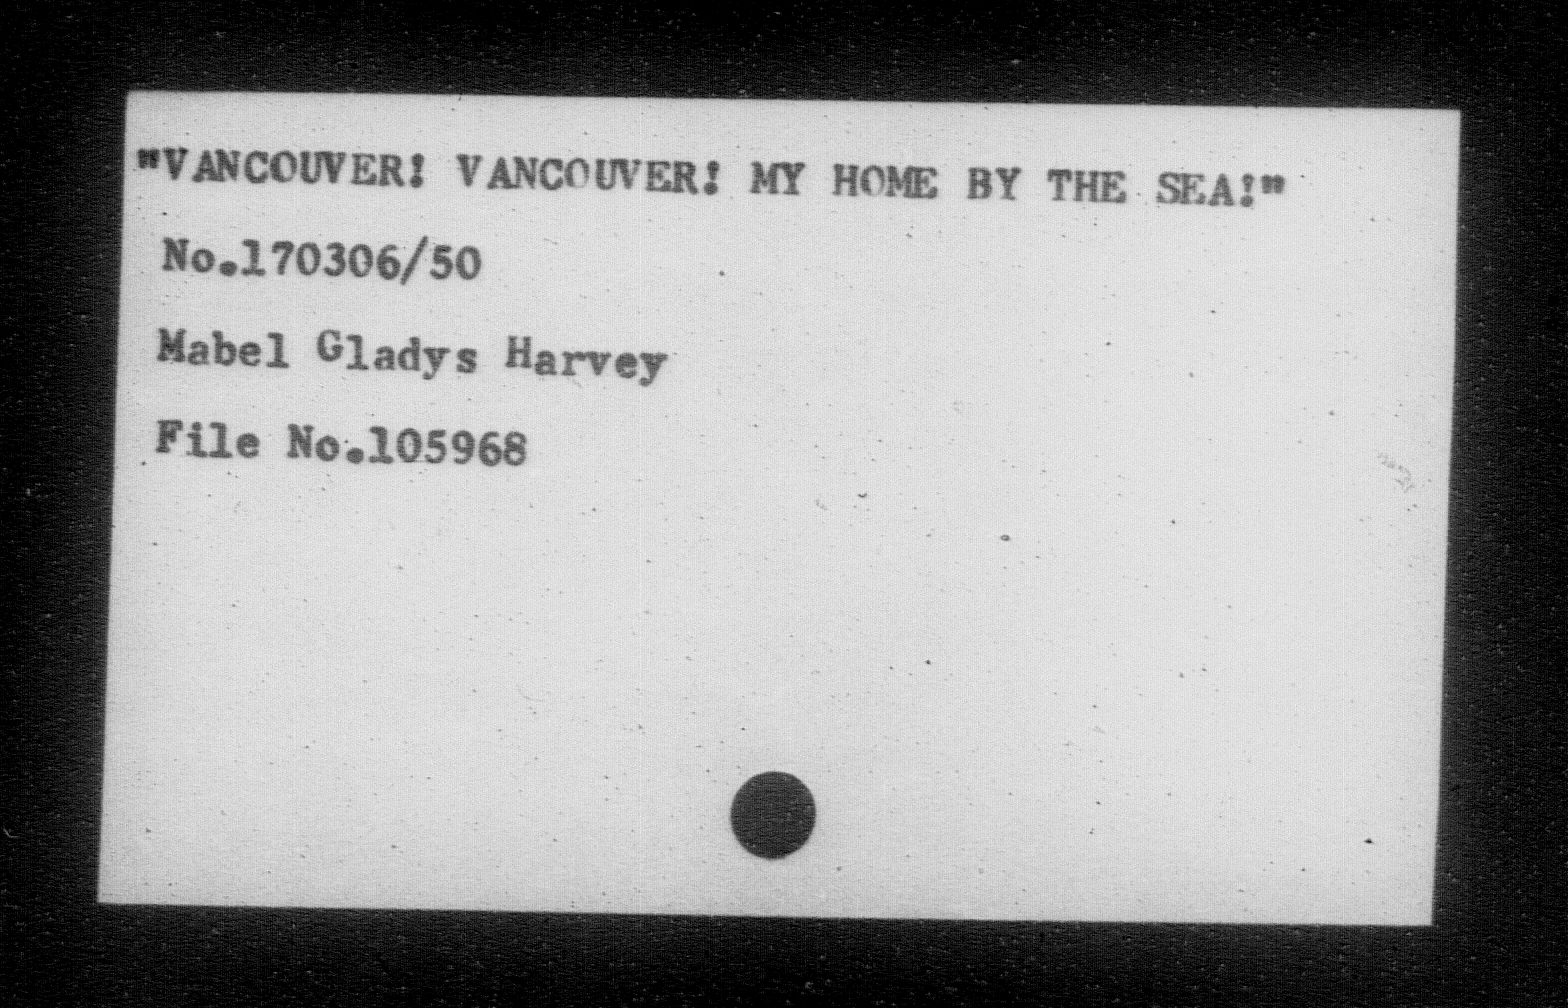 "VANCOUVER! VANCOUVER! MY HOME BY THE SEA!"
No.170306/50
Mabel Gladys Harvey
File No.105968